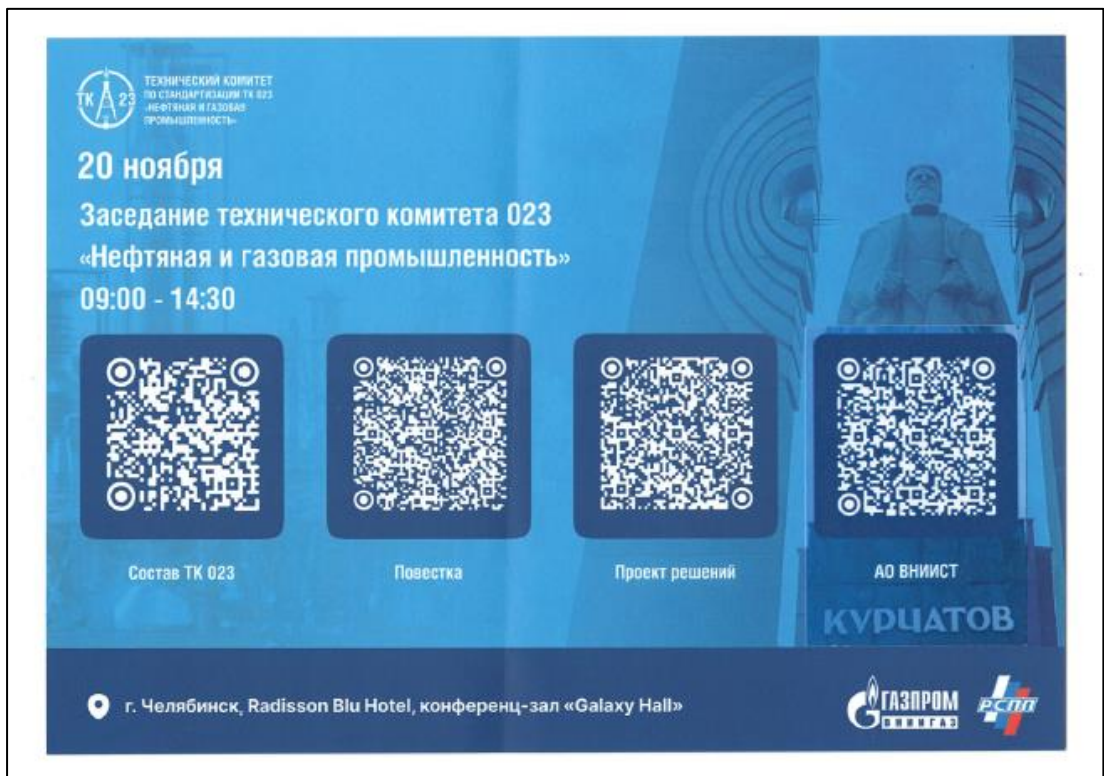 ТЕХНИЧЕСКИЙ КОМИТЕТ
ПО СТАНДАРТИЗАЦИИ ТК 023
«НЕФТЯНАЯ И ГАЗОВАЯ
ПРОМЫШЛЕННОСТЬ»
ТК 23
20 ноября
Заседание технического комитета 023
«Нефтяная и газовая промышленность»
09:00 - 14:30
Состав ТК 023
Повестка
Проект решений
АО ВНИИСТ
КУРЧАТОВ
г. Челябинск, Radisson Blu Hotel, конференц-зал «Galaxy Hall»
ГАЗПРОМ
ВНИИГАЗ
РСПП